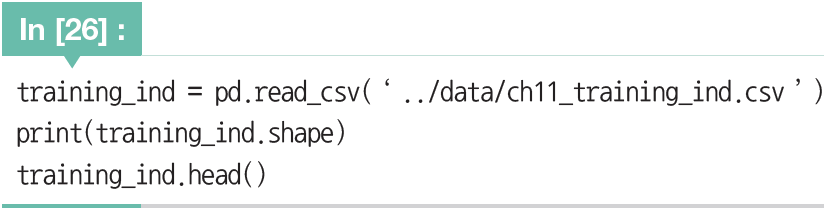 In [26] :
training_ind = pd.read_csv( ‘ ../data/ch11_training_ind.csv ’ )
print(training_ind.shape)
training_ind.head()